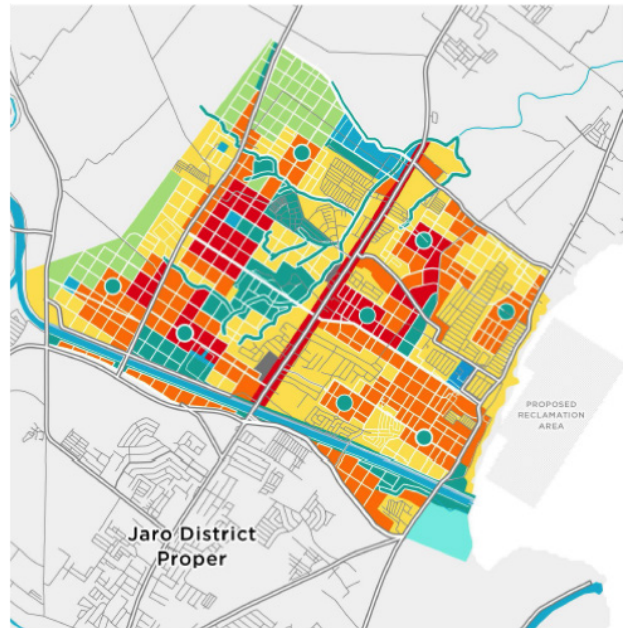 PROPOSED
RECLAMATION
AREA
Jaro District
Proper